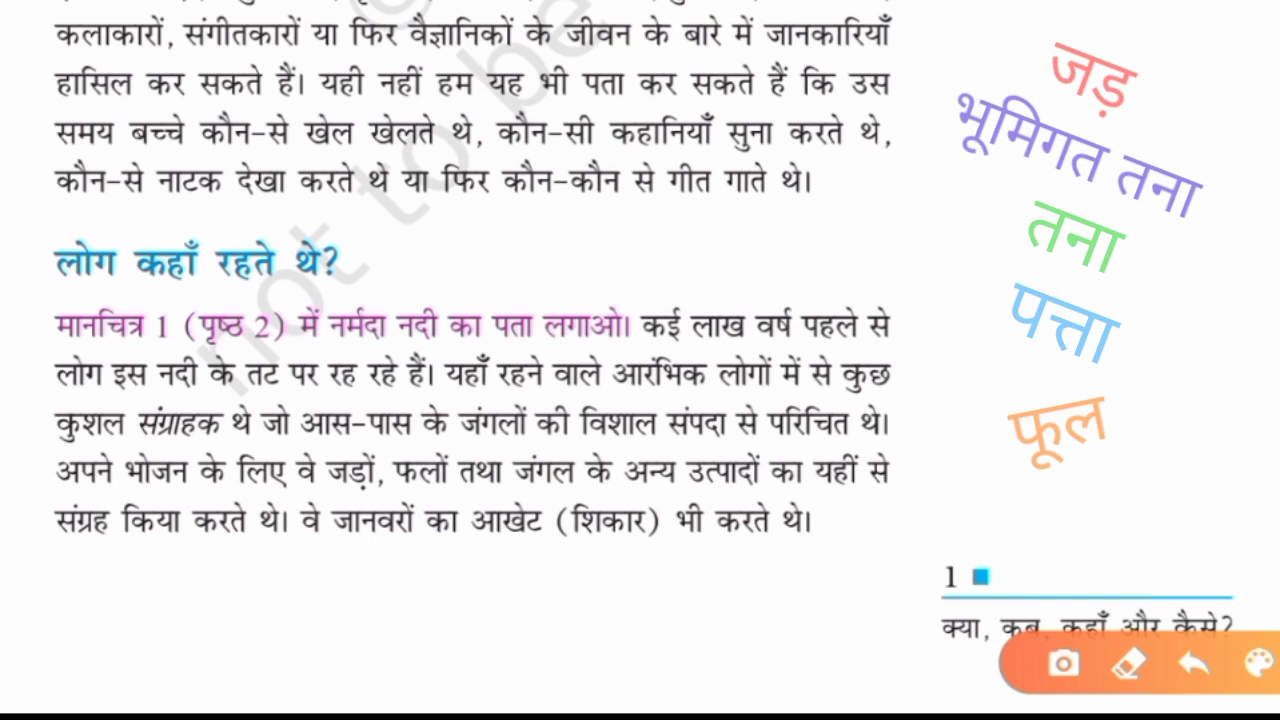 कलाकारों, संगीतकारों या फिर वैज्ञानिकों के जीवन के बारे में जानकारियाँ
हासिल कर सकते हैं। यही नहीं हम यह भी पता कर सकते हैं कि उस
समय बच्चे कौन-से खेल खेलते थे, कौन-सी कहानियाँ सुना करते थे,
कौन-से नाटक देखा करते थे या फिर कौन-कौन से गीत गाते थे।
लोग कहाँ रहते थे?
मानचित्र 1 (पृष्ठ 2) में नर्मदा नदी का पता लगाओ। कई लाख वर्ष पहले से
लोग इस नदी के तट पर रह रहे हैं। यहाँ रहने वाले आरंभिक लोगों में से कुछ
कुशल संग्राहक थे जो आस-पास के जंगलों की विशाल संपदा से परिचित थे।
अपने भोजन के लिए वे जड़ों, फलों तथा जंगल के अन्य उत्पादों का यहीं से
संग्रह किया करते थे। वे जानवरों का आखेट (शिकार) भी करते थे।
जड़
भूमिगत तना
तना
पत्ता
फूल
1
क्या, कब, कहाँ और कैसे?
not to be